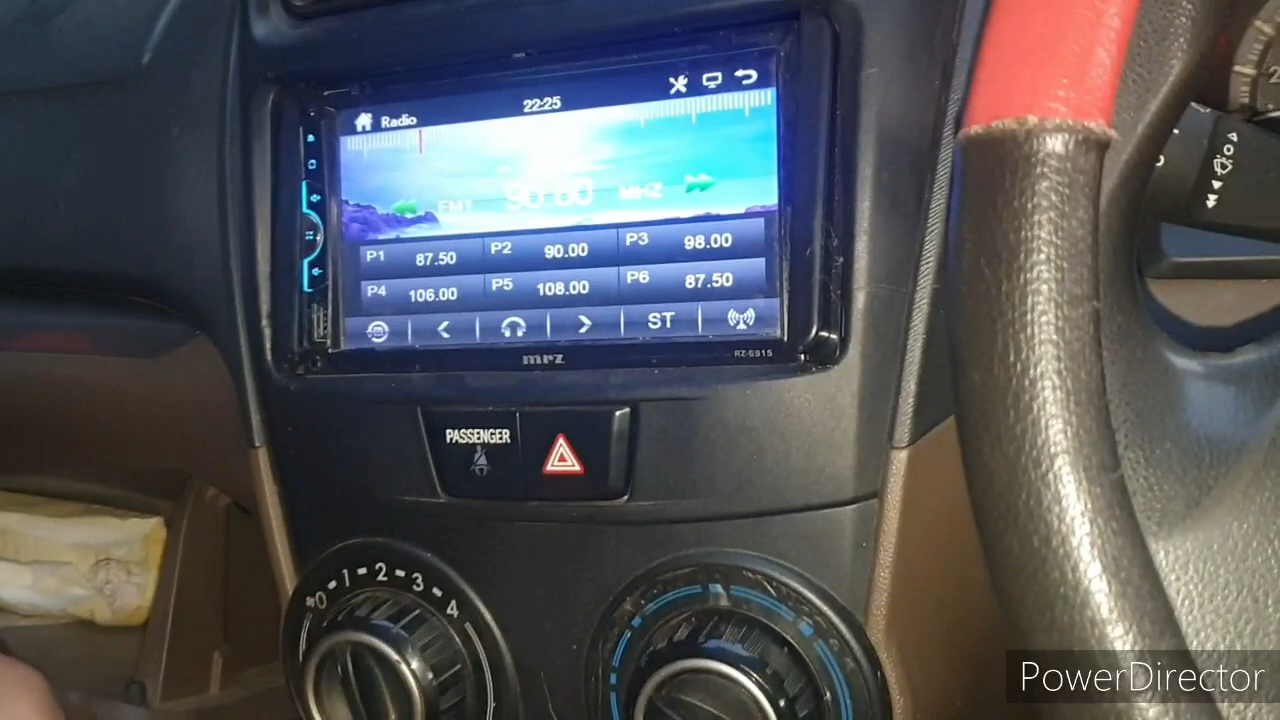 22:25
Radio
FM1 90.00 MHZ
P1 87.50 P2 90.00 P3 98.00
P4 106.00 P5 108.00 P6 87.50
ST
mrz RZ-6915
PASSENGER
0 1 2 3 4
PowerDirector